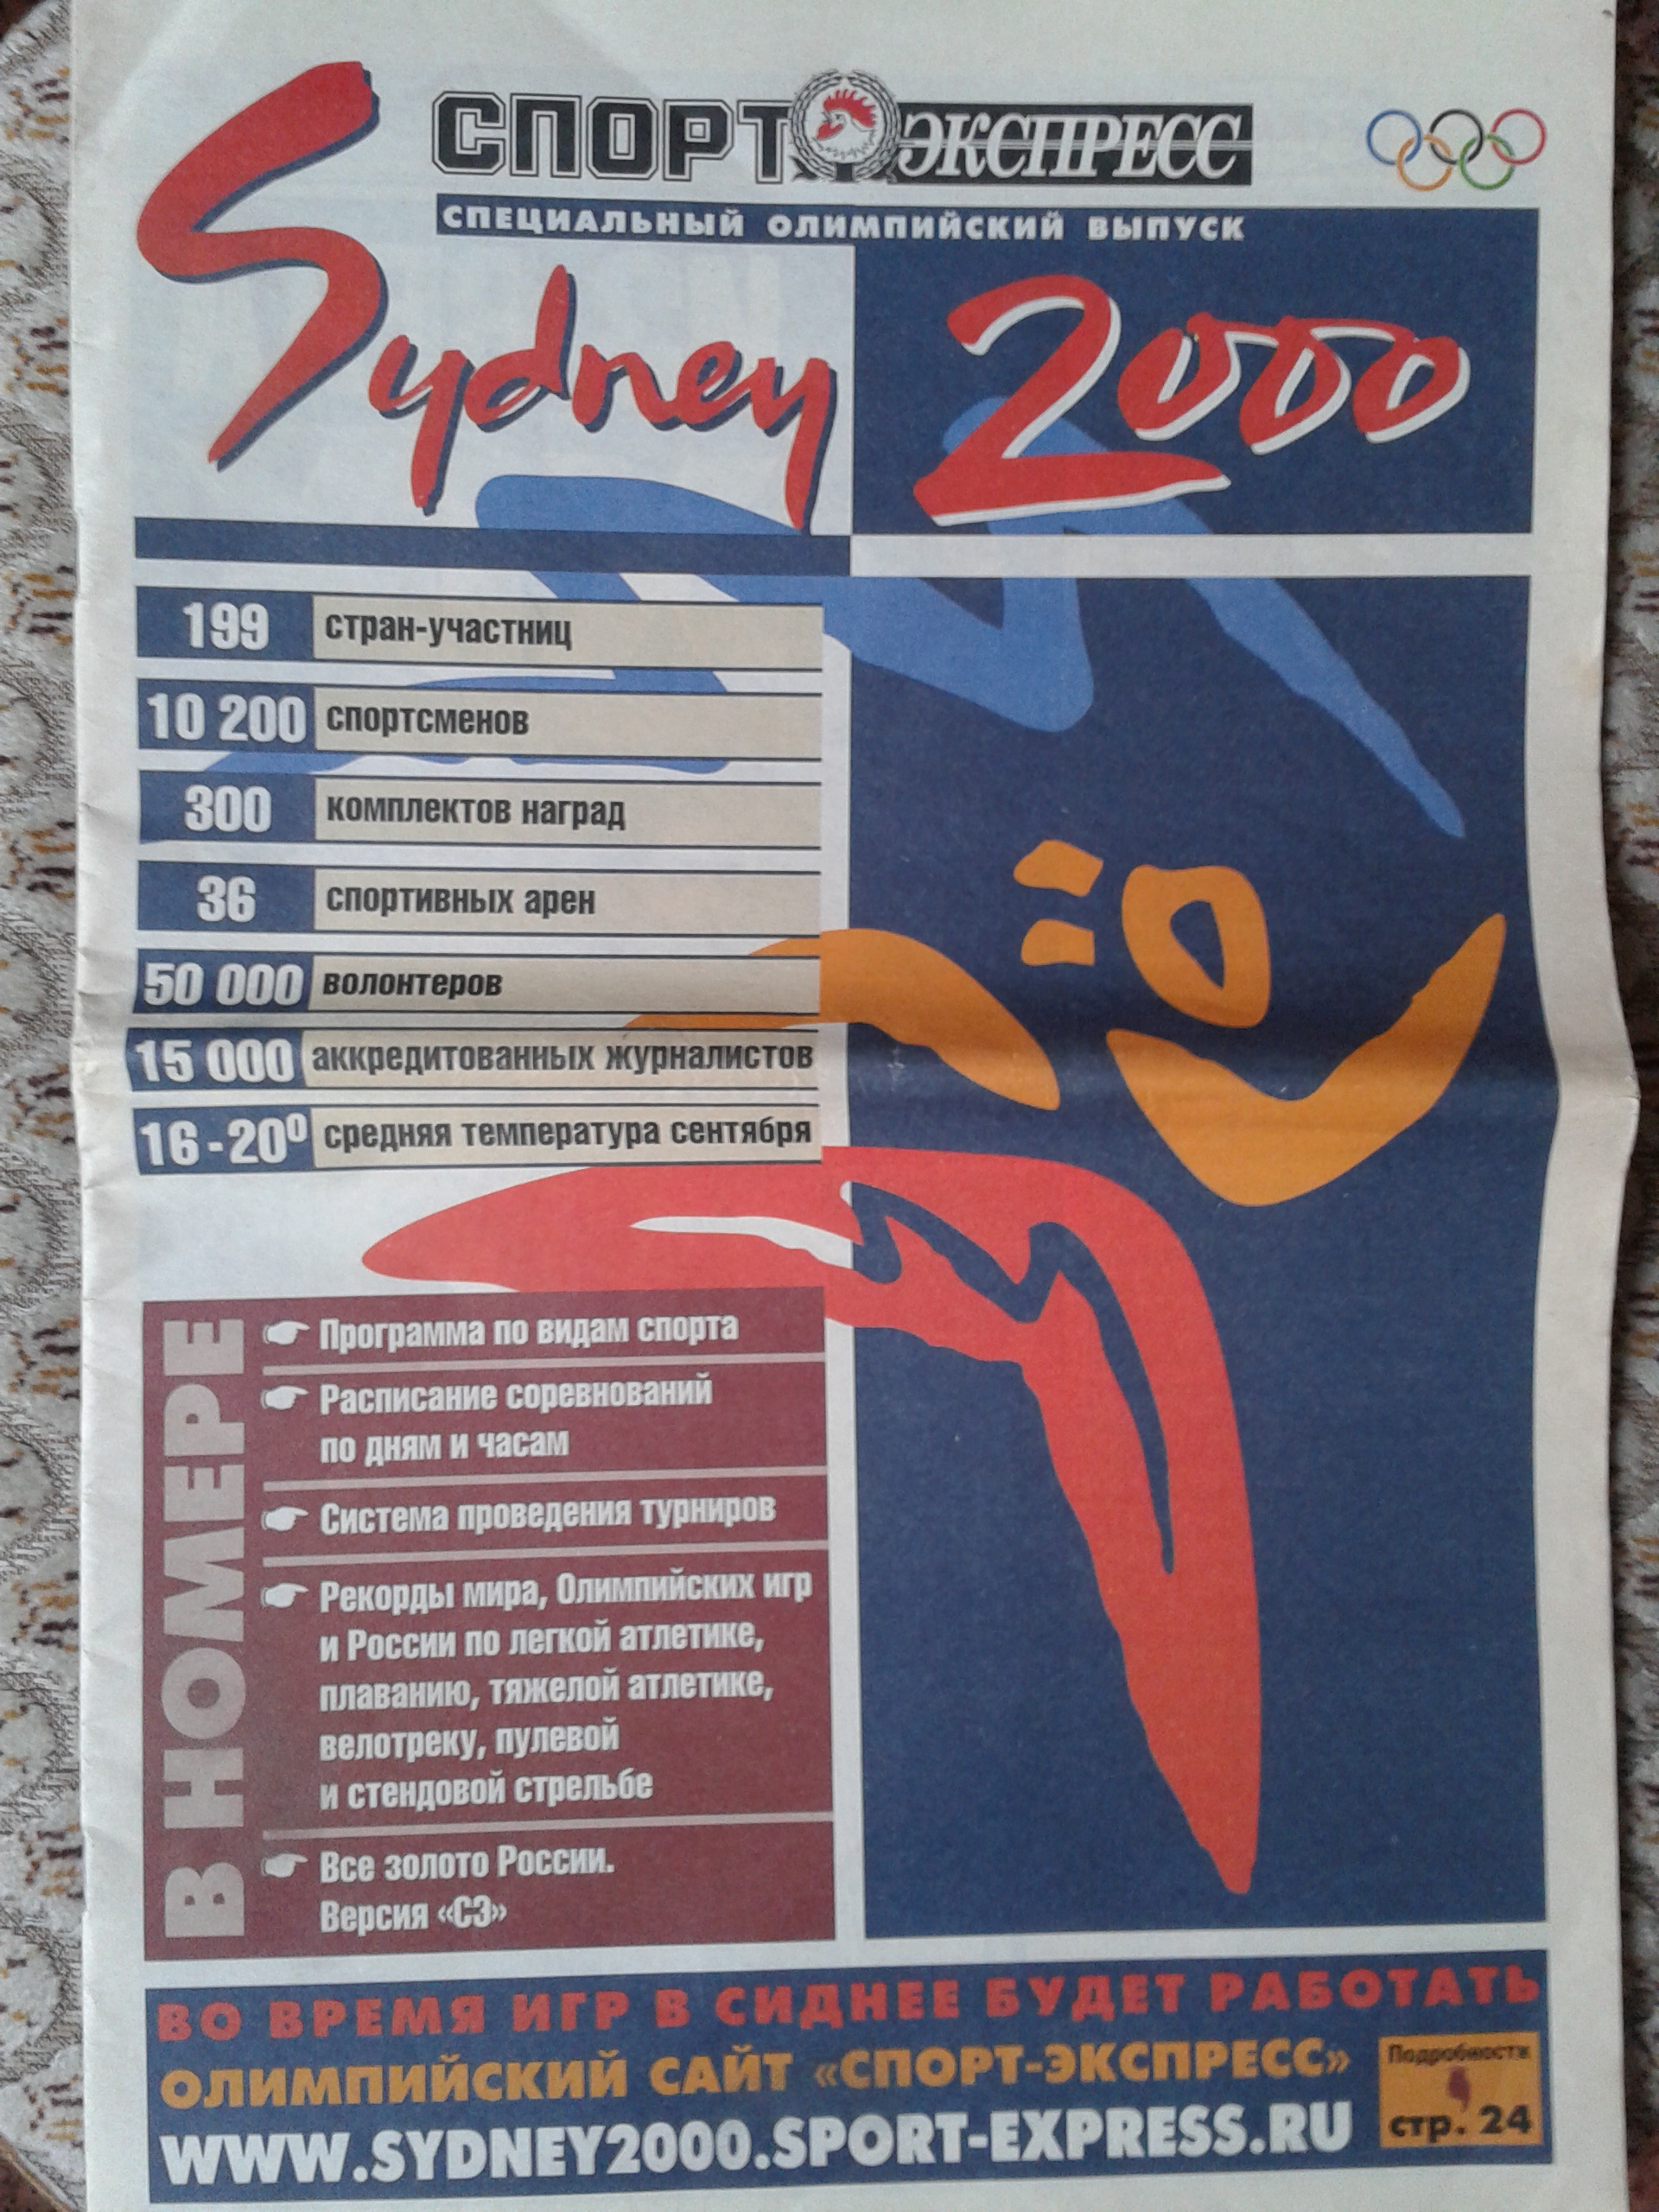 СПОРТ ЭКСПРЕСС
СПЕЦИАЛЬНЫЙ ОЛИМПИЙСКИЙ ВЫПУСК
Sydney 2000
199 стран-участниц
10 200 спортсменов
300 комплектов наград
36 спортивных арен
50 000 волонтеров
15 000 аккредитованных журналистов
16-20° средняя температура сентября
В НОМЕРЕ
Программа по видам спорта
Расписание соревнований
по дням и часам
Система проведения турниров
Рекорды мира, Олимпийских игр
и России по легкой атлетике,
плаванию, тяжелой атлетике,
велотреку, пулевой
и стендовой стрельбе
Все золото России.
Версия «СЭ»
ВО ВРЕМЯ ИГР В СИДНЕЕ БУДЕТ РАБОТАТЬ
ОЛИМПИЙСКИЙ САЙТ «СПОРТ-ЭКСПРЕСС»
WWW.SYDNEY2000.SPORT-EXPRESS.RU
Подробности
стр. 24